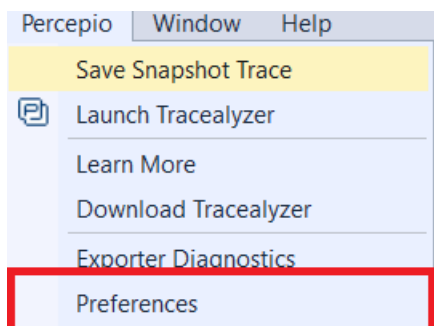 Percepio Window Help
Save Snapshot Trace
Launch Tracealyzer
Learn More
Download Tracealyzer
Exporter Diagnostics
Preferences